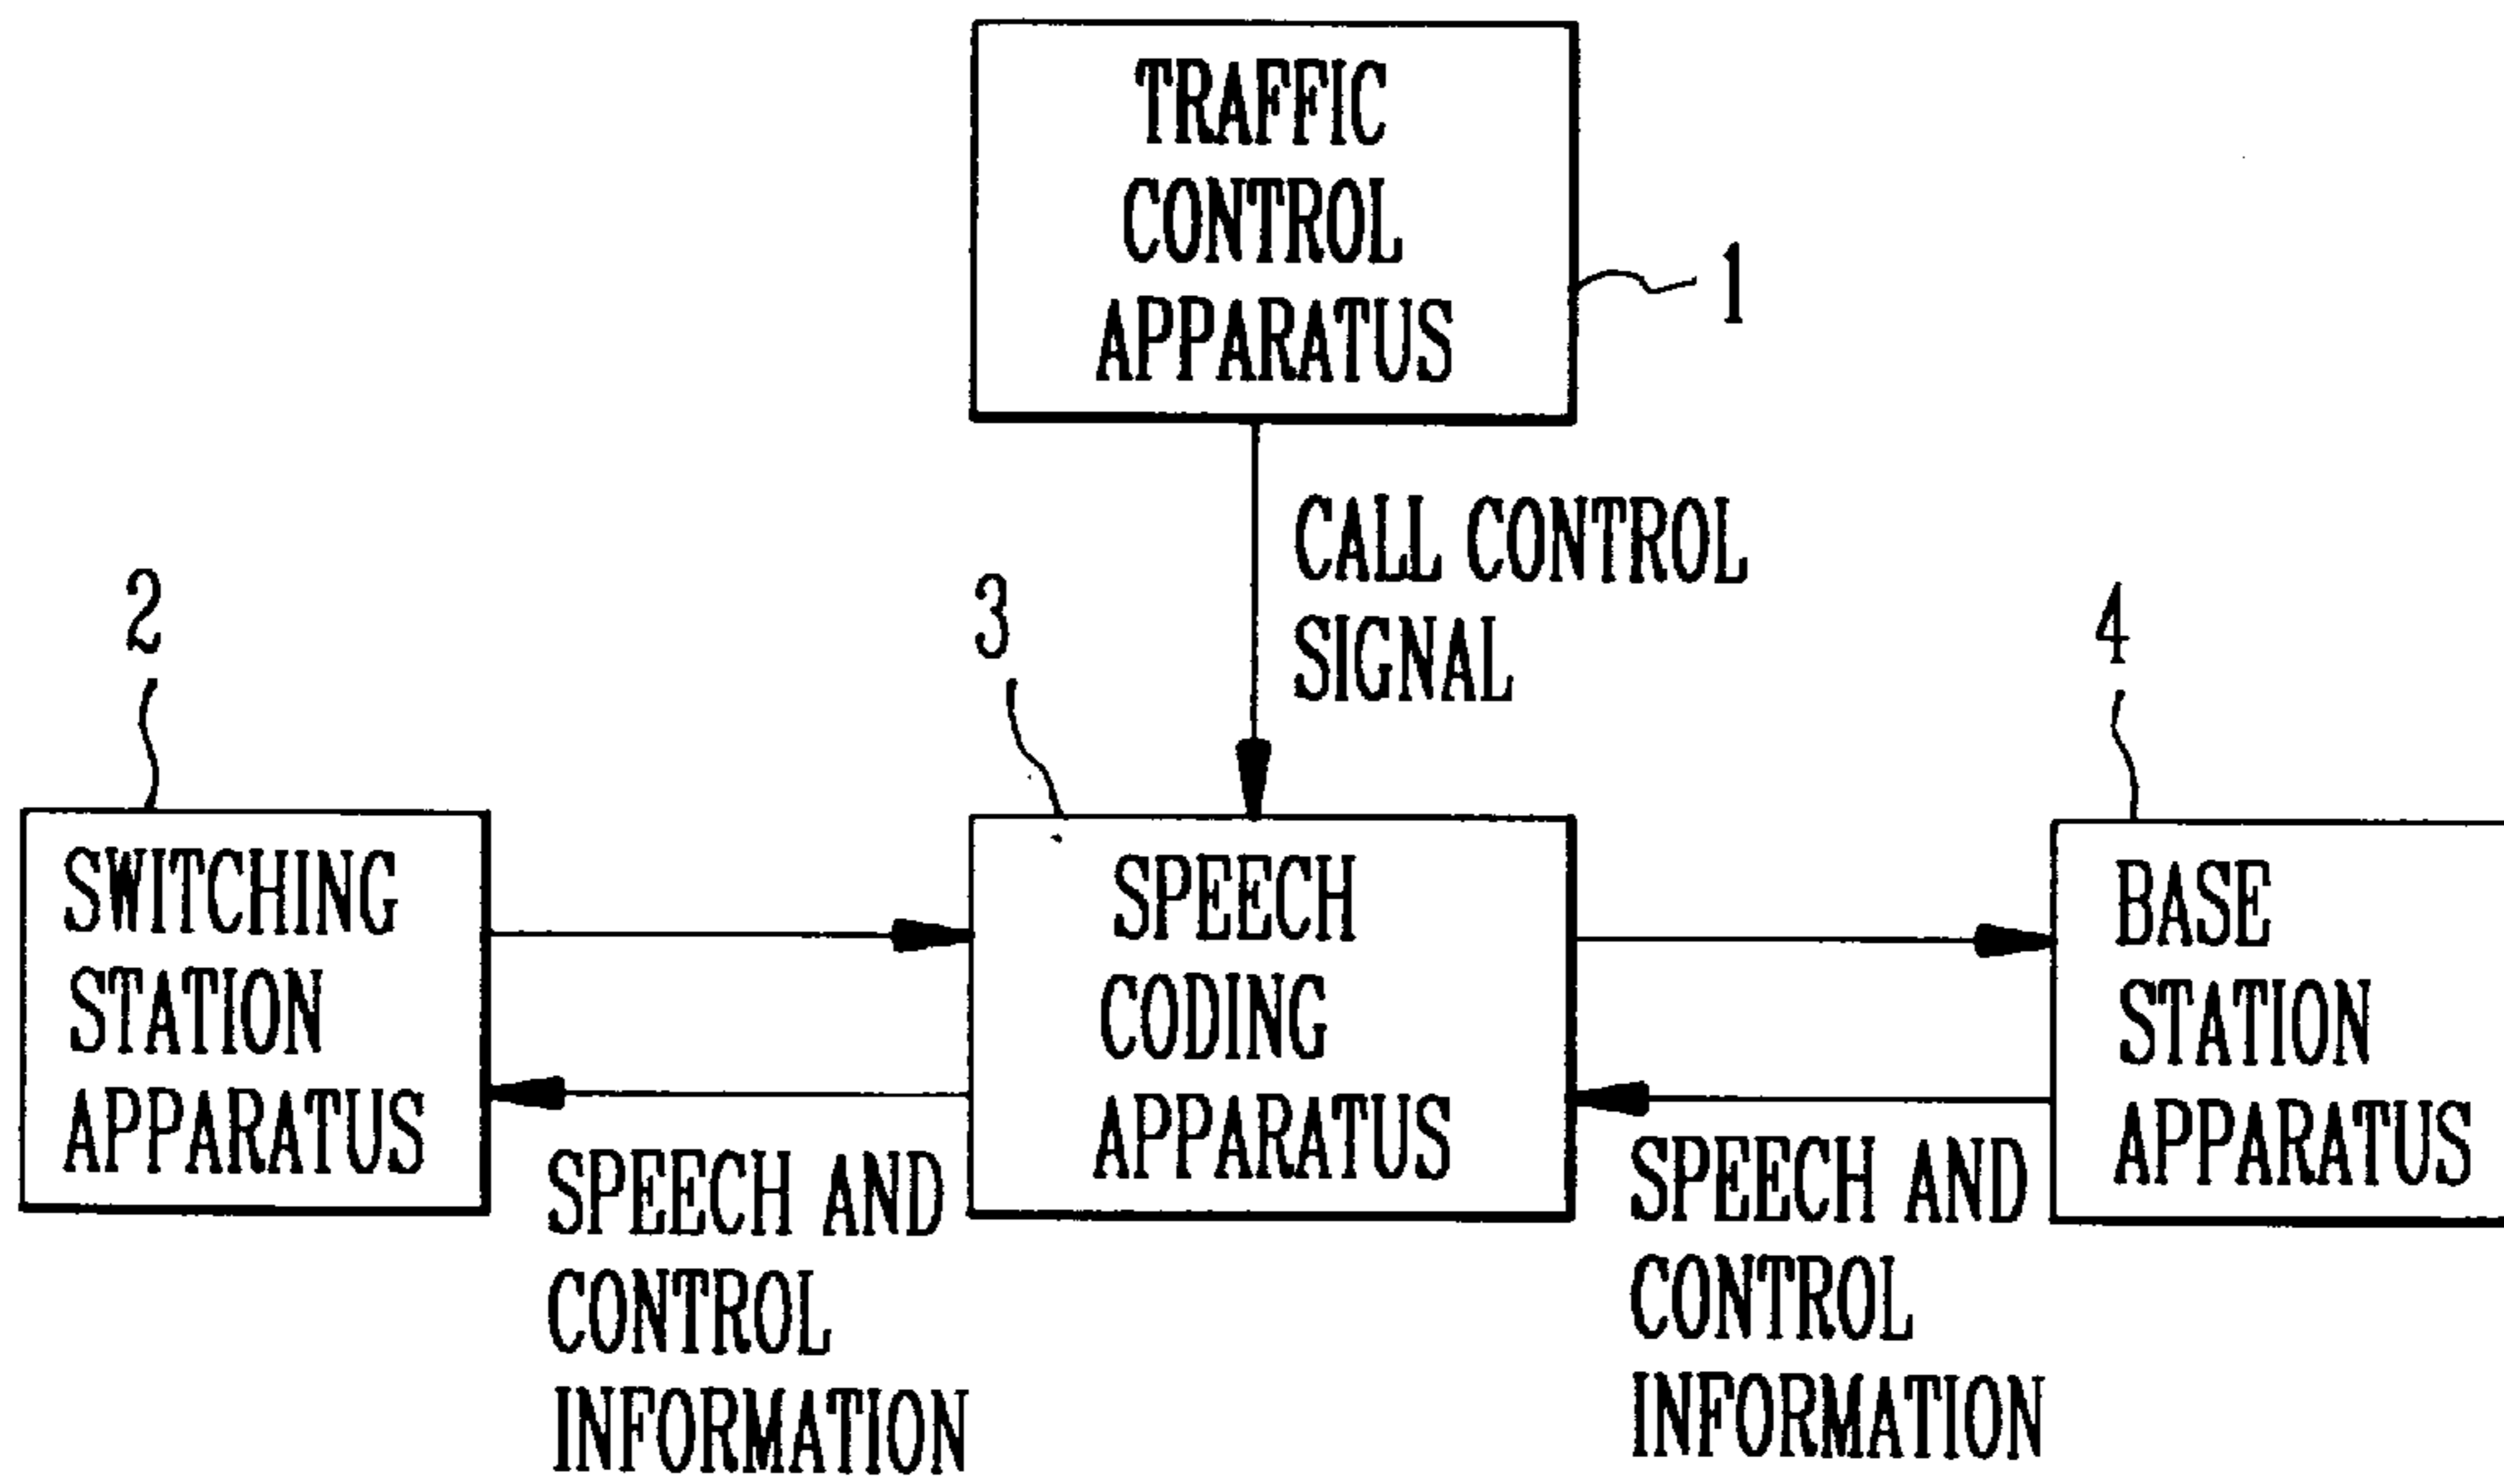 TRAFFIC
CONTROL
APPARATUS
1
CALL CONTROL
SIGNAL
2
3
4
SWITCHING
STATION
APPARATUS
SPEECH
CODING
APPARATUS
BASE
STATION
APPARATUS
SPEECH AND
CONTROL
INFORMATION
SPEECH AND
CONTROL
INFORMATION